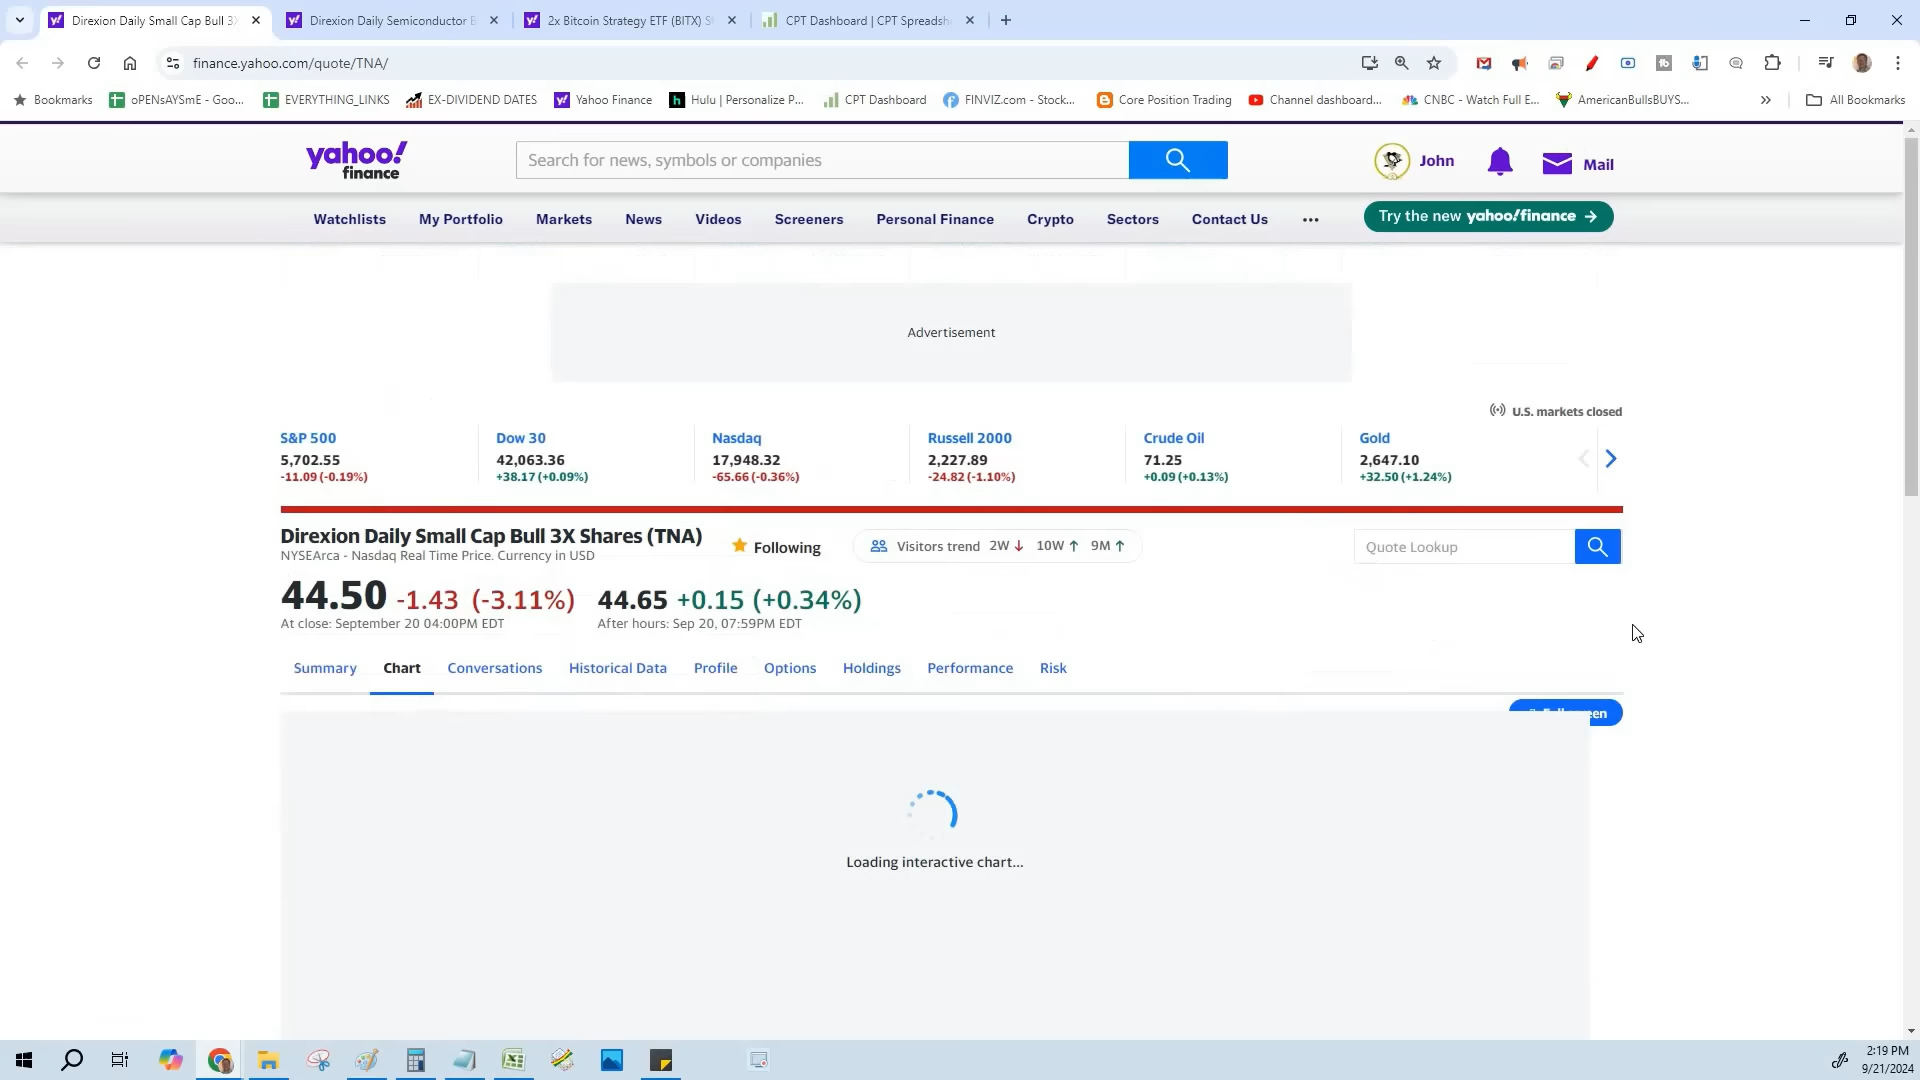 Direxion Daily Small Cap Bull 3X
Direxion Daily Semiconductor B
2x Bitcoin Strategy ETF (BITX) S
CPT Dashboard | CPT Spreadsh
finance.yahoo.com/quote/TNA/
Bookmarks
oPENsAYSmE - Goo...
EVERYTHING_LINKS
EX-DIVIDEND DATES
Yahoo Finance
Hulu | Personalize P...
CPT Dashboard
FINVIZ.com - Stock...
Core Position Trading
Channel dashboard...
CNBC - Watch Full E...
AmericanBullsBUYS...
All Bookmarks
yahoo!
finance
Search for news, symbols or companies
John
Mail
Watchlists
My Portfolio
Markets
News
Videos
Screeners
Personal Finance
Crypto
Sectors
Contact Us
Try the new yahoo!finance
Advertisement
U.S. markets closed
S&P 500
5,702.55
-11.09 (-0.19%)
Dow 30
42,063.36
+38.17 (+0.09%)
Nasdaq
17,948.32
-65.66 (-0.36%)
Russell 2000
2,227.89
-24.82 (-1.10%)
Crude Oil
71.25
+0.09 (+0.13%)
Gold
2,647.10
+32.50 (+1.24%)
Direxion Daily Small Cap Bull 3X Shares (TNA)
NYSEArca - Nasdaq Real Time Price. Currency in USD
Following
Visitors trend 2W 10W 9M
Quote Lookup
44.50 -1.43 (-3.11%)
At close: September 20 04:00PM EDT
44.65 +0.15 (+0.34%)
After hours: Sep 20, 07:59PM EDT
Summary
Chart
Conversations
Historical Data
Profile
Options
Holdings
Performance
Risk
Loading interactive chart...
2:19 PM
9/21/2024